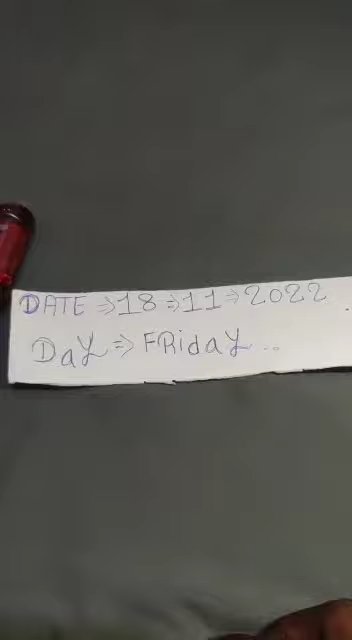 DATE ⇒ 18 ⇒ 11 ⇒ 2022 .
DaY ⇒ FRidaY ..